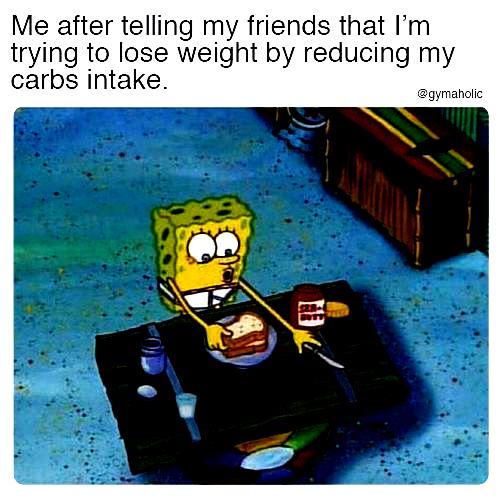 Me after telling my friends that I’m
trying to lose weight by reducing my
carbs intake.
@gymaholic